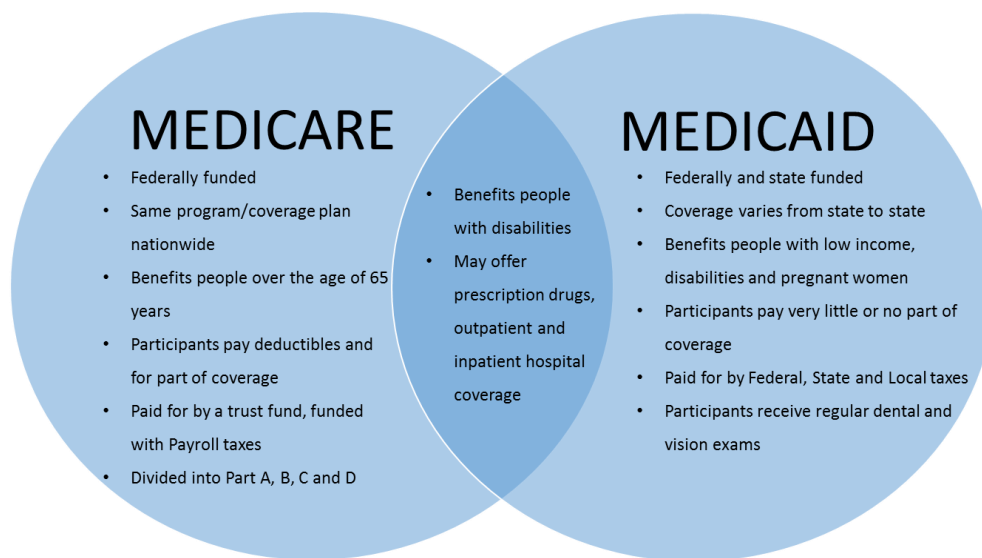 MEDICARE
• Federally funded
• Same program/coverage plan
nationwide
• Benefits people over the age of 65
years
• Participants pay deductibles and
for part of coverage
• Paid for by a trust fund, funded
with Payroll taxes
• Divided into Part A, B, C and D
• Benefits people
with disabilities
• May offer
prescription drugs,
outpatient and
inpatient hospital
coverage
MEDICAID
• Federally and state funded
• Coverage varies from state to state
• Benefits people with low income,
disabilities and pregnant women
• Participants pay very little or no part of
coverage
• Paid for by Federal, State and Local taxes
• Participants receive regular dental and
vision exams